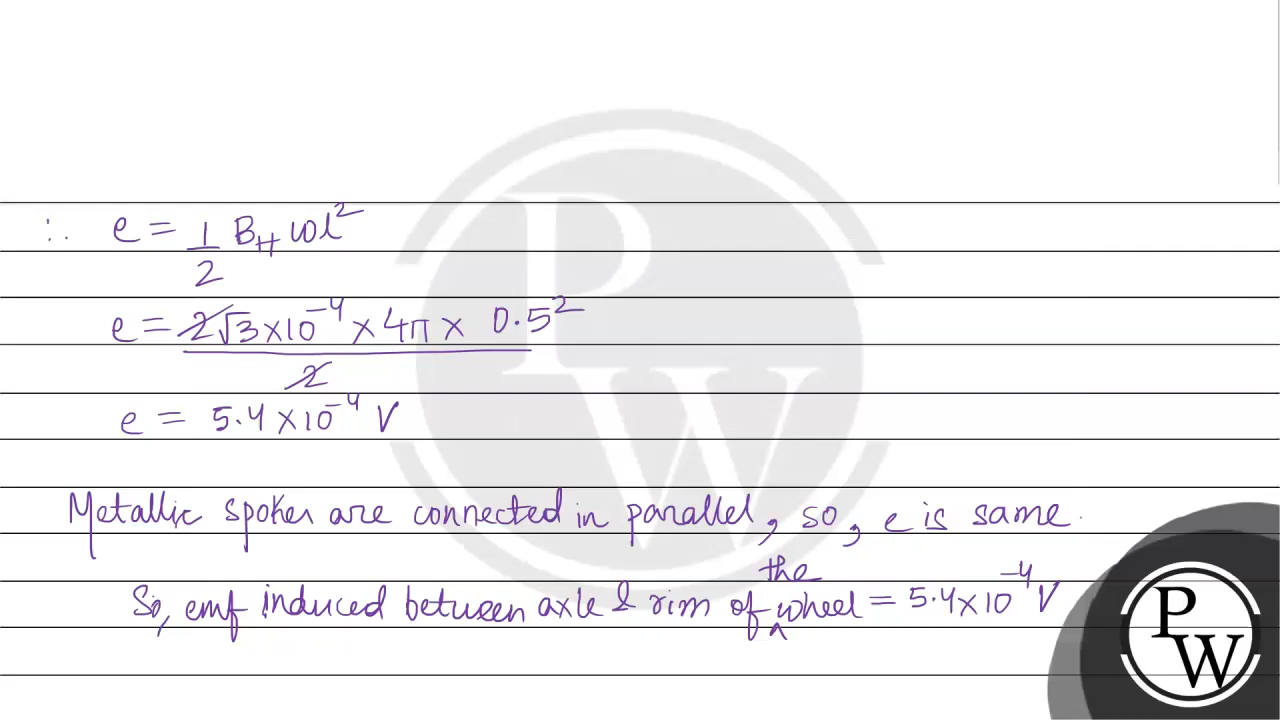 ∴ e = 1/2 B_H ωl²
e = 2√3×10⁻⁴ × 4π × 0.5² / 2
e = 5.4×10⁻⁴ V
Metallic spokes are connected in parallel, so, e is same.
So, emf induced between axle & rim of the wheel = 5.4×10⁻⁴ V
P
W
P
W